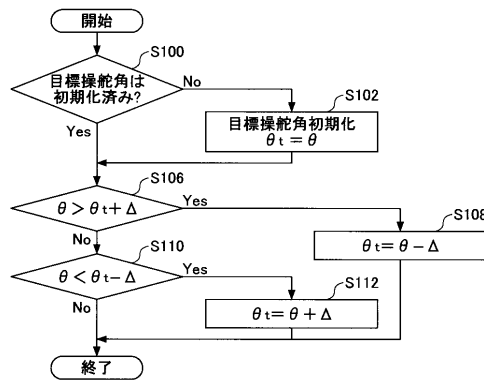 開始
S100
目標操舵角は
初期化済み?
No
Yes
S102
目標操舵角初期化
θt=θ
S106
θ>θt+Δ
Yes
No
S108
θt=θ−Δ
S110
θ<θt−Δ
Yes
No
S112
θt=θ+Δ
終了